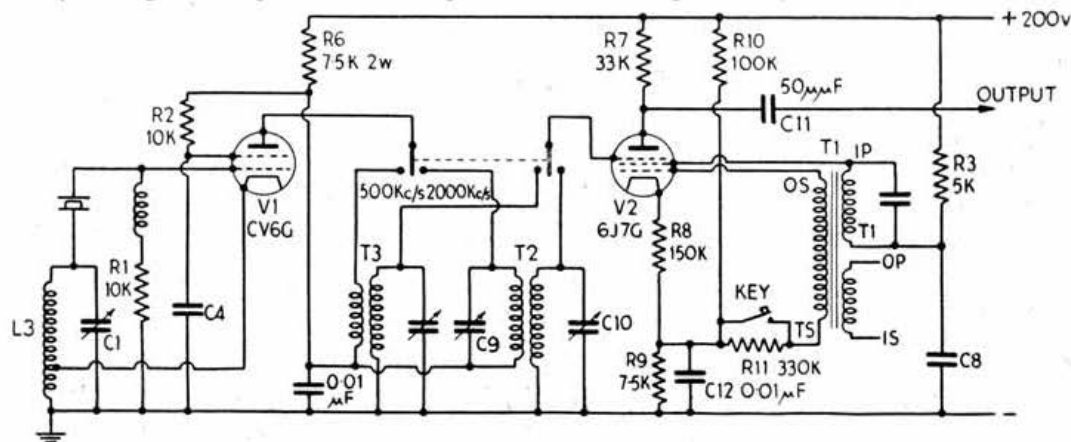 + 200v
R6
7·5K 2w
R7
33K
R10
100K
50μμF
C11
OUTPUT
R2
10K
T1
IP
OS
R3
5K
500Kc/s 2000Kc/s
V1
CV6G
V2
6J7G
R8
150K
T1
OP
R1
10K
C4
T3
T2
KEY
L3
C1
C9
C10
TS
IS
R11 330K
C8
0·01
μF
R9
7·5K
C12 0·01μF
−